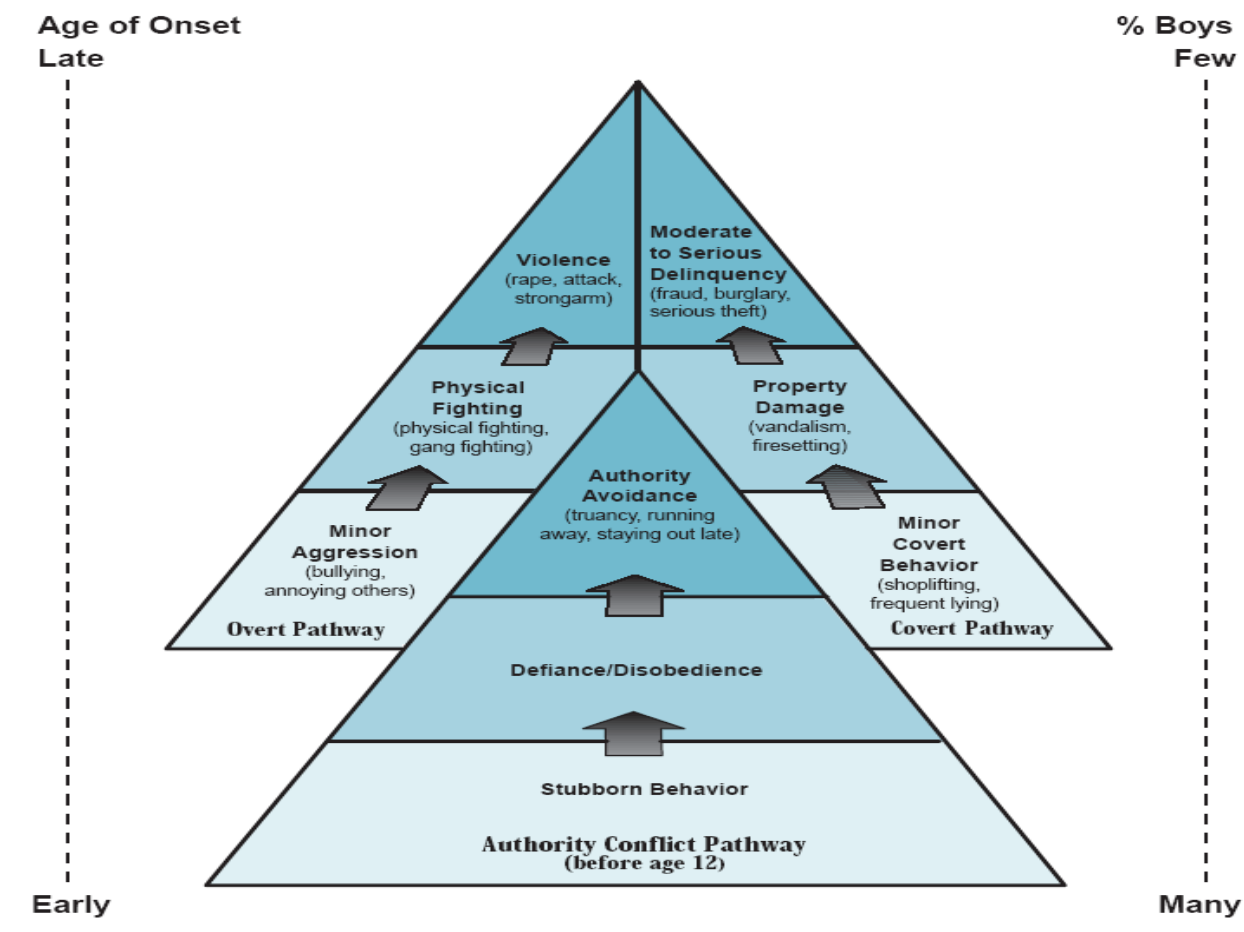 Age of Onset
Late
% Boys
Few
Violence
(rape, attack,
strongarm)
Moderate
to Serious
Delinquency
(fraud, burglary,
serious theft)
Physical
Fighting
(physical fighting,
gang fighting)
Property
Damage
(vandalism,
firesetting)
Authority
Avoidance
(truancy, running
away, staying out late)
Minor
Aggression
(bullying,
annoying others)
Overt Pathway
Minor
Covert
Behavior
(shoplifting,
frequent lying)
Covert Pathway
Defiance/Disobedience
Stubborn Behavior
Authority Conflict Pathway
(before age 12)
Early
Many